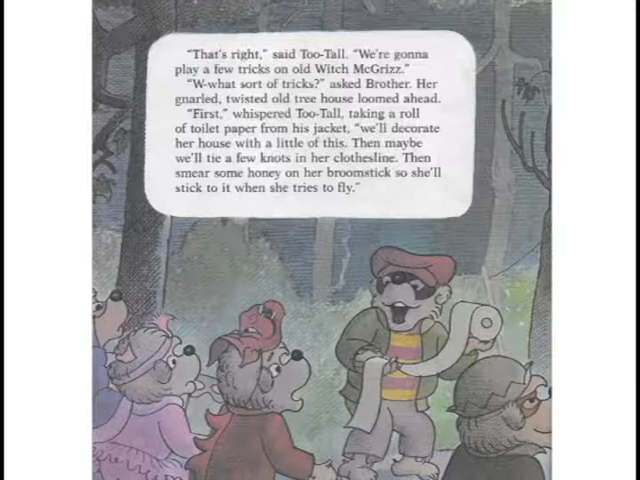 "That's right," said Too-Tall. "We're gonna
play a few tricks on old Witch McGrizz."
"W-what sort of tricks?" asked Brother. Her
gnarled, twisted old tree house loomed ahead.
"First," whispered Too-Tall, taking a roll
of toilet paper from his jacket, "we'll decorate
her house with a little of this. Then maybe
we'll tie a few knots in her clothesline. Then
smear some honey on her broomstick so she'll
stick to it when she tries to fly."